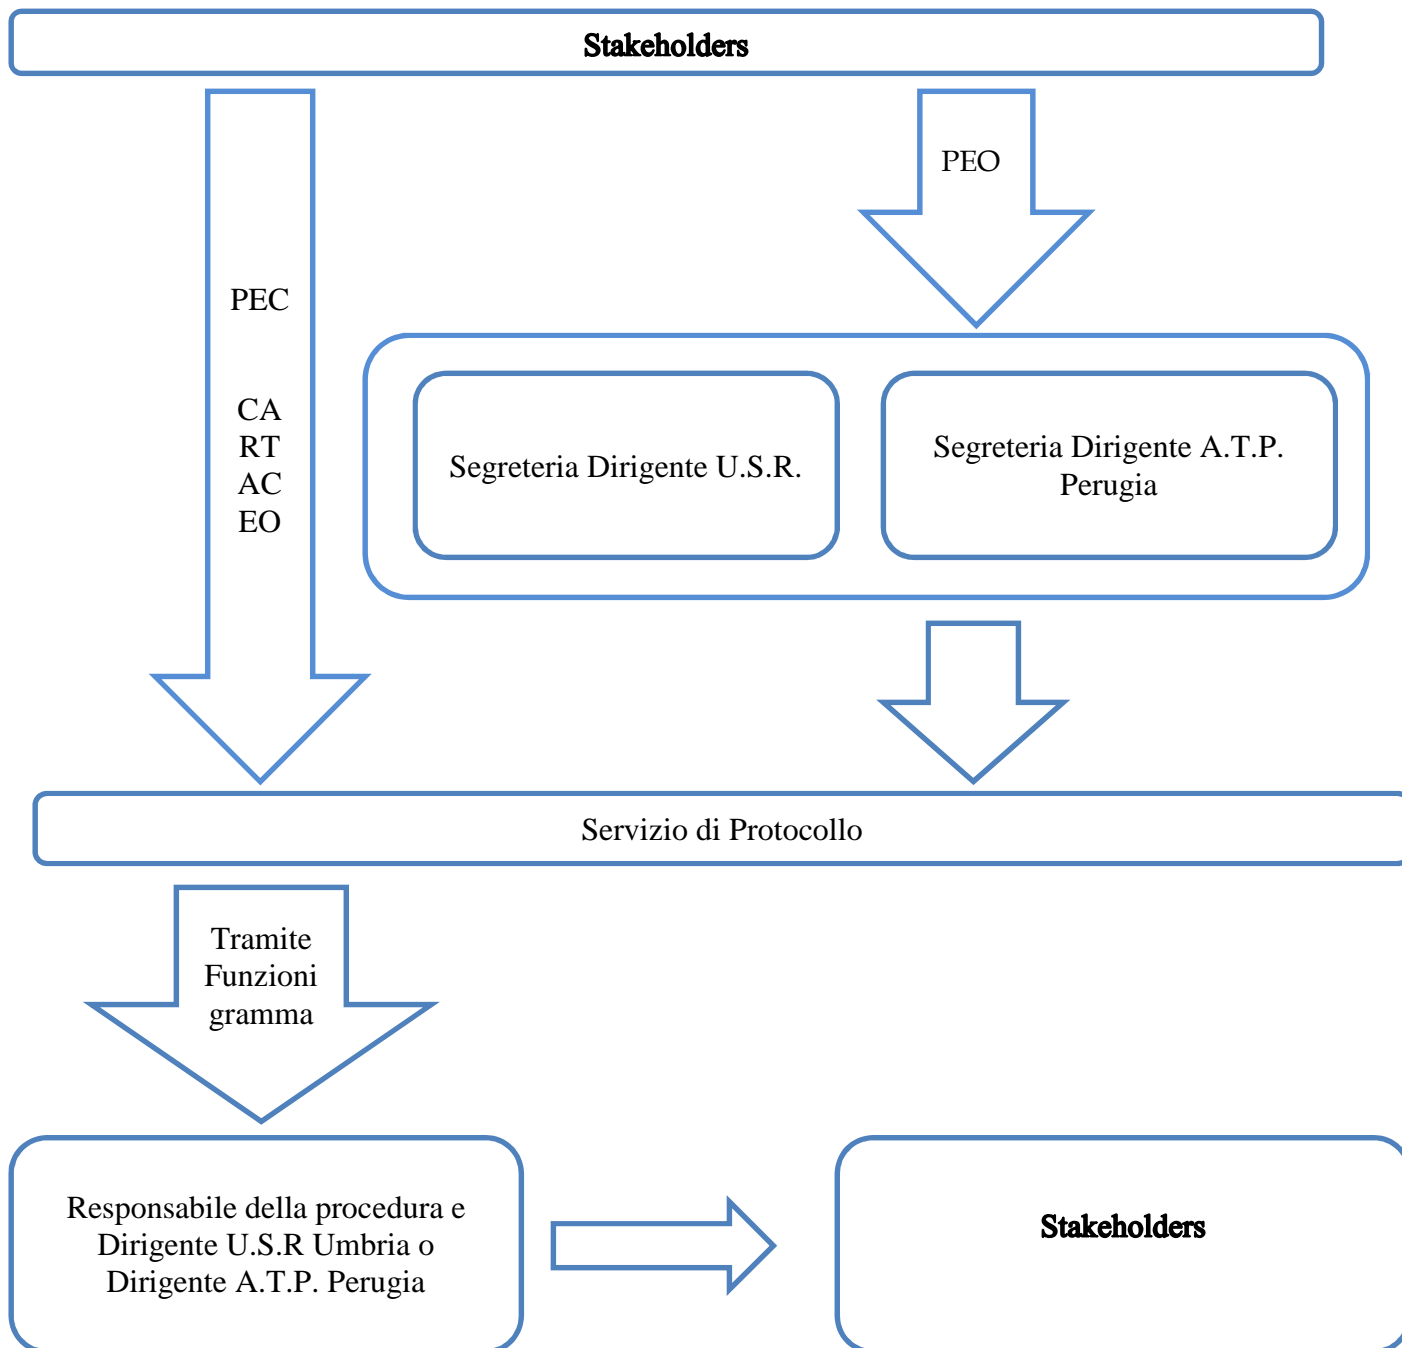 Stakeholders
PEO
PEC
CA
RT
AC
EO
Segreteria Dirigente U.S.R.
Segreteria Dirigente A.T.P.
Perugia
Servizio di Protocollo
Tramite
Funzioni
gramma
Responsabile della procedura e
Dirigente U.S.R Umbria o
Dirigente A.T.P. Perugia
Stakeholders